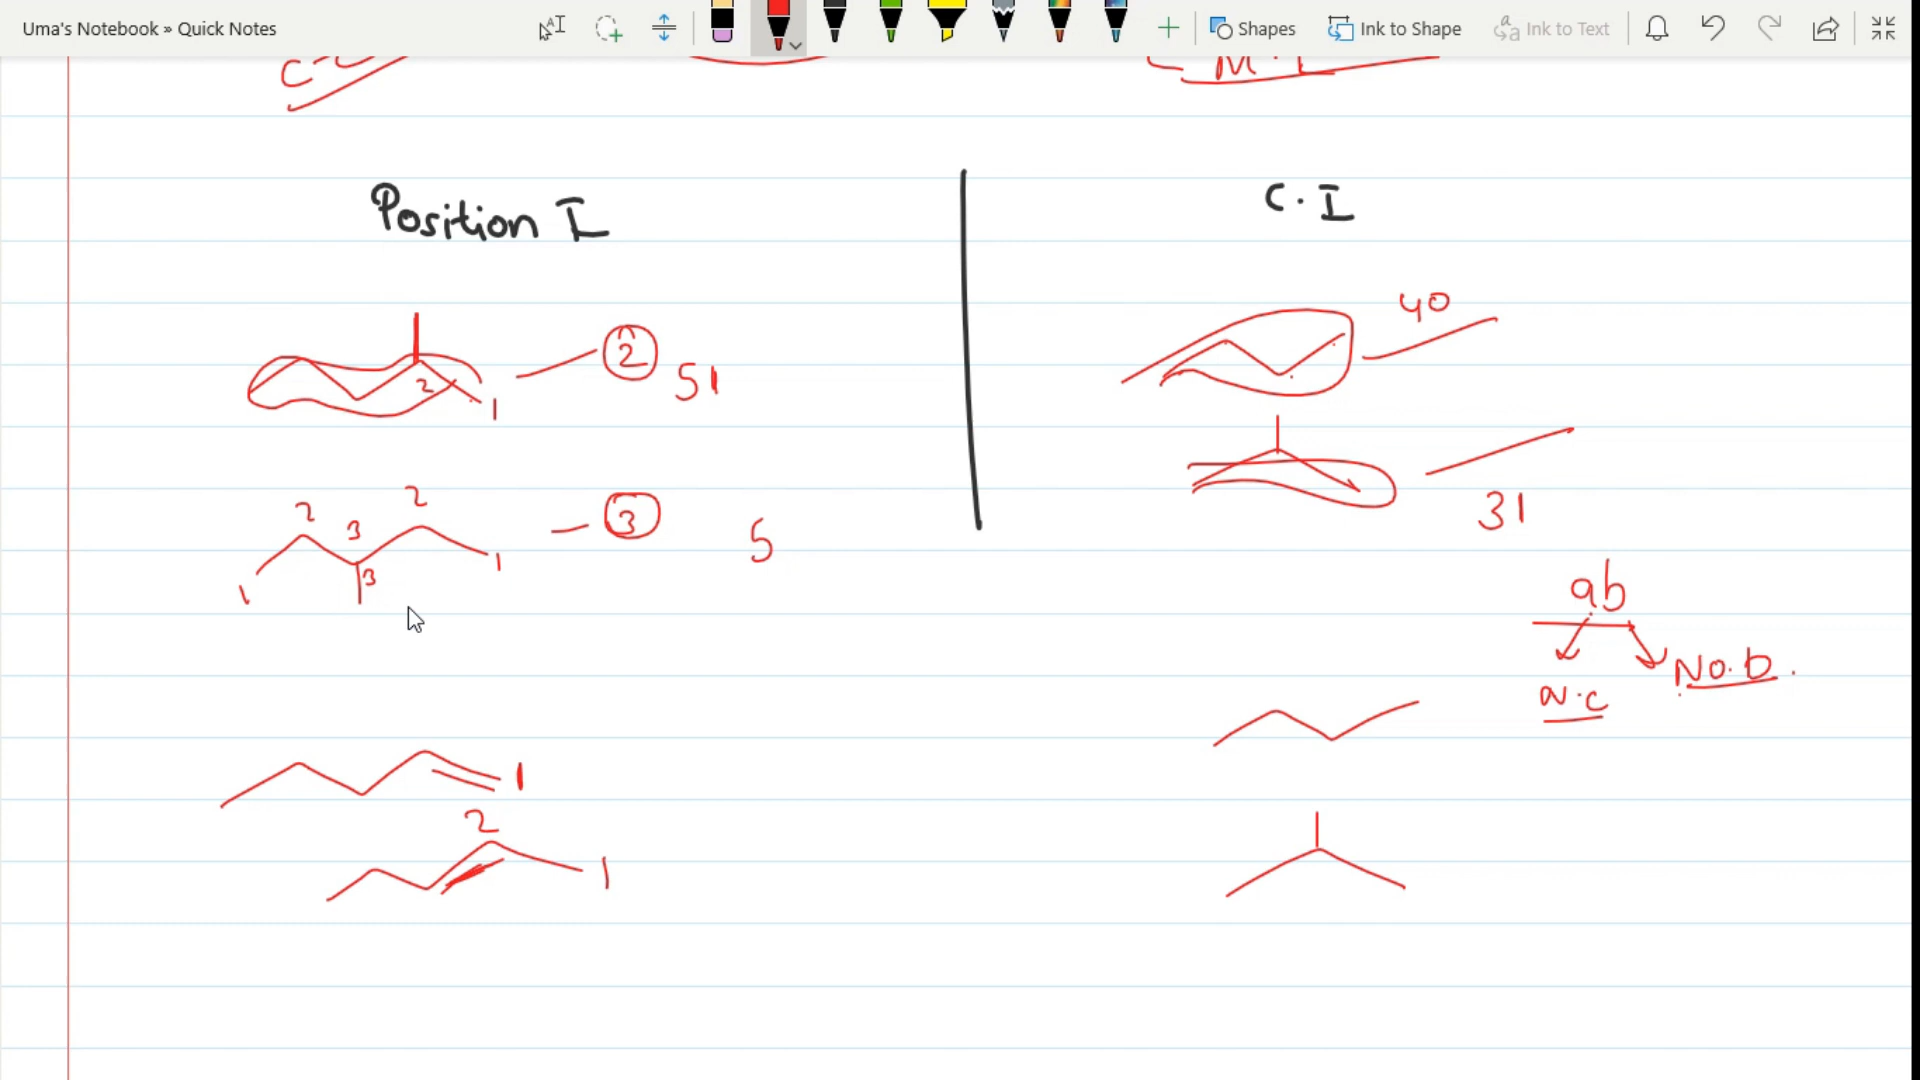 Uma's Notebook » Quick Notes
Shapes
Ink to Shape
Ink to Text
Position I
C·I
2
1
2
51
40
31
2
3
2
1
3
1
3
5
ab
N·C
No.b.
1
2
1